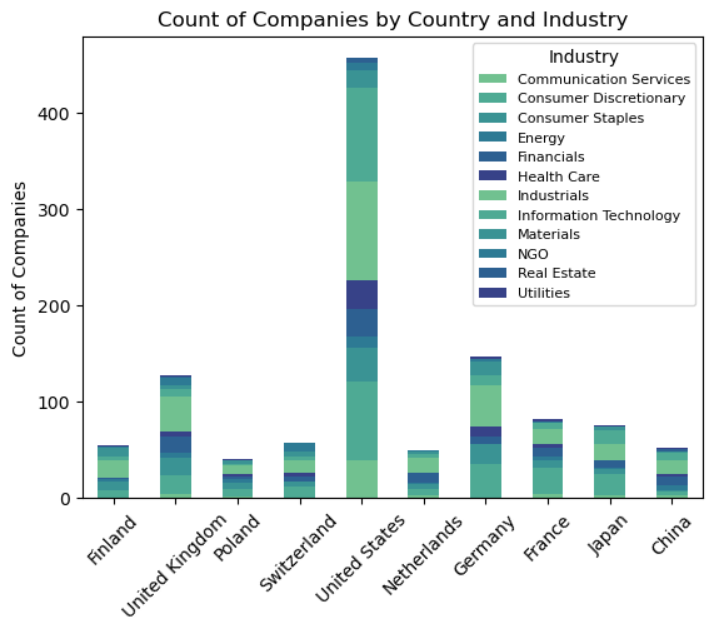 Count of Companies by Country and Industry
Count of Companies
400
300
200
100
0
Industry
Communication Services
Consumer Discretionary
Consumer Staples
Energy
Financials
Health Care
Industrials
Information Technology
Materials
NGO
Real Estate
Utilities
Finland
United Kingdom
Poland
Switzerland
United States
Netherlands
Germany
France
Japan
China